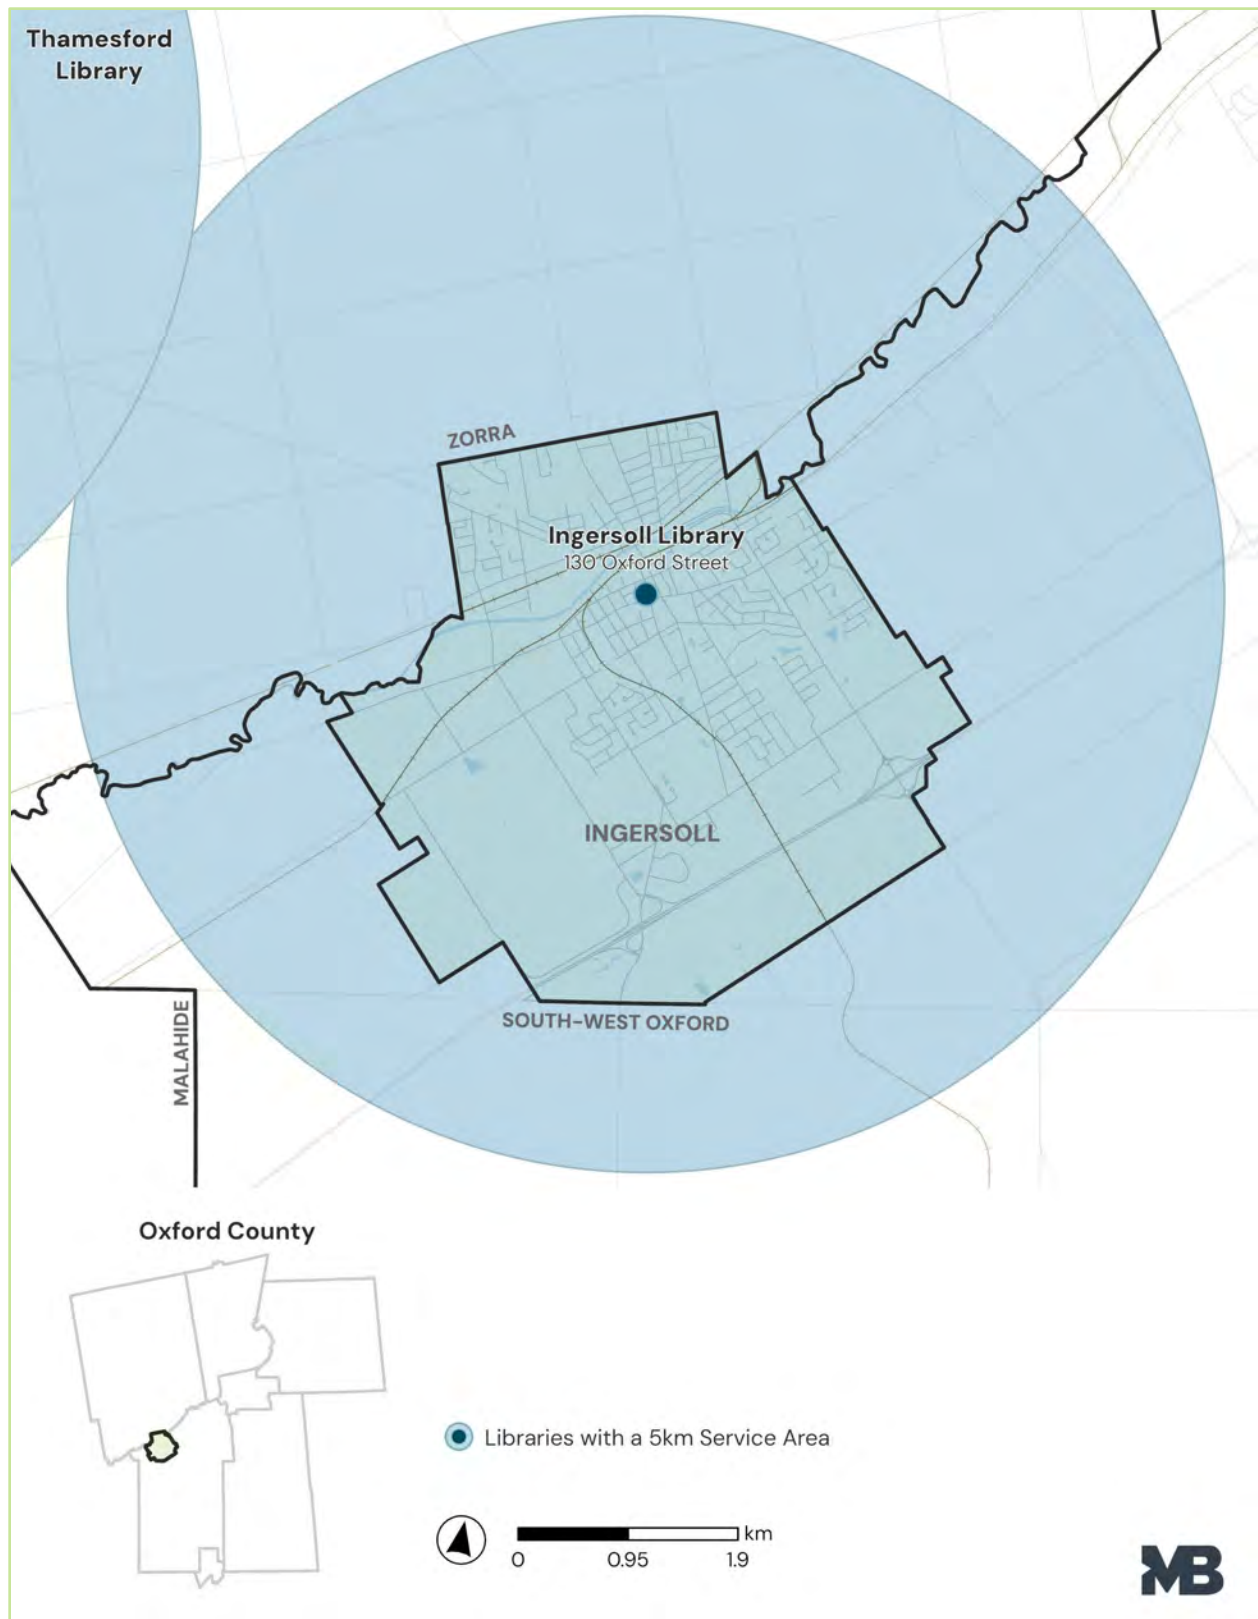 Thamesford
Library
ZORRA
Ingersoll Library
130 Oxford Street
INGERSOLL
SOUTH-WEST OXFORD
MALAHIDE
Oxford County
Libraries with a 5km Service Area
km
0 0.95 1.9
MB